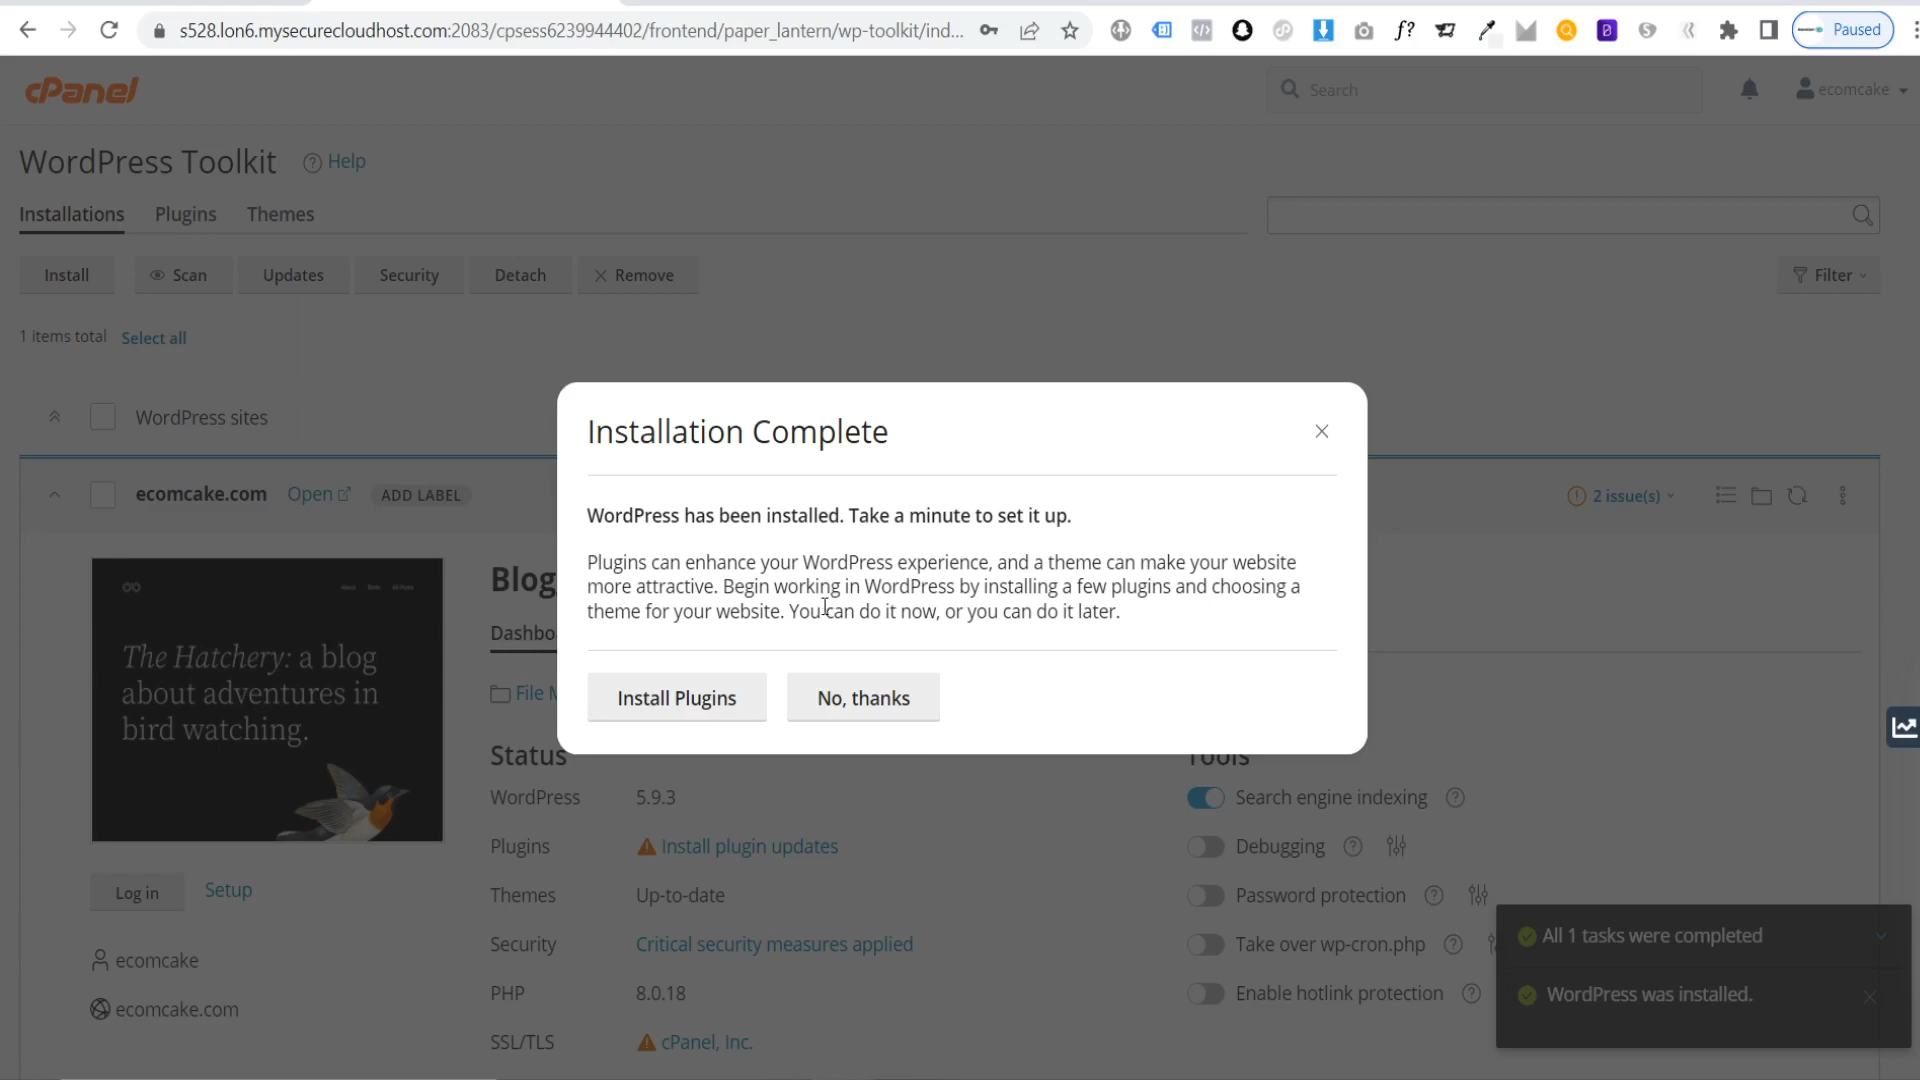 s528.lon6.mysecurecloudhost.com:2083/cpsess6239944402/frontend/paper_lantern/wp-toolkit/ind...
f?
Paused
cPanel
Search
ecomcake
WordPress Toolkit
Help
Installations
Plugins
Themes
Install
Scan
Updates
Security
Detach
Remove
Filter
1 items total
Select all
WordPress sites
Installation Complete
ecomcake.com
Open
ADD LABEL
2 issue(s)
WordPress has been installed. Take a minute to set it up.
Plugins can enhance your WordPress experience, and a theme can make your website
more attractive. Begin working in WordPress by installing a few plugins and choosing a
theme for your website. You can do it now, or you can do it later.
Install Plugins
No, thanks
Blog
Dashbo
File M
The Hatchery: a blog
about adventures in
bird watching.
Log in
Setup
ecomcake
ecomcake.com
Status
WordPress
5.9.3
Plugins
Install plugin updates
Themes
Up-to-date
Security
Critical security measures applied
PHP
8.0.18
SSL/TLS
cPanel, Inc.
Tools
Search engine indexing
Debugging
Password protection
Take over wp-cron.php
Enable hotlink protection
All 1 tasks were completed
WordPress was installed.